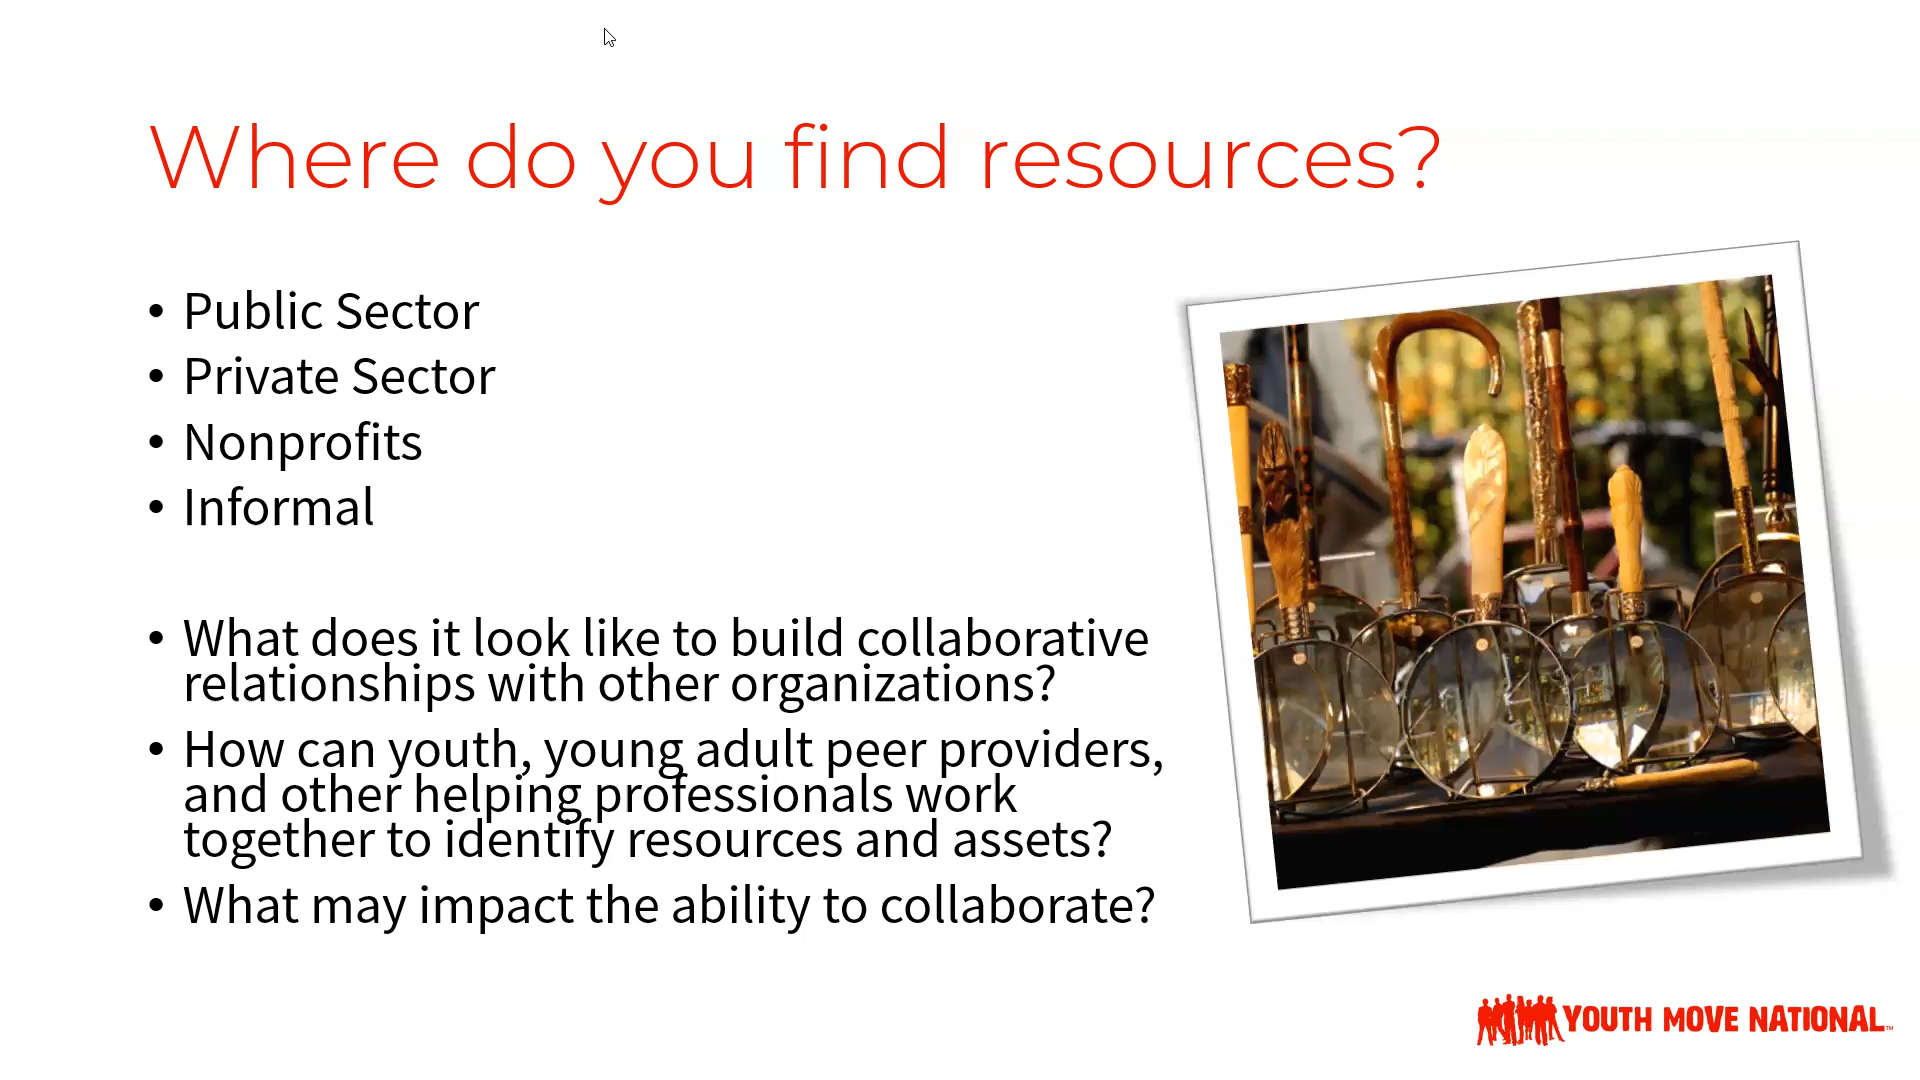 Where do you find resources?
• Public Sector
• Private Sector
• Nonprofits
• Informal
• What does it look like to build collaborative
relationships with other organizations?
• How can youth, young adult peer providers,
and other helping professionals work
together to identify resources and assets?
• What may impact the ability to collaborate?
YOUTH MOVE NATIONAL™